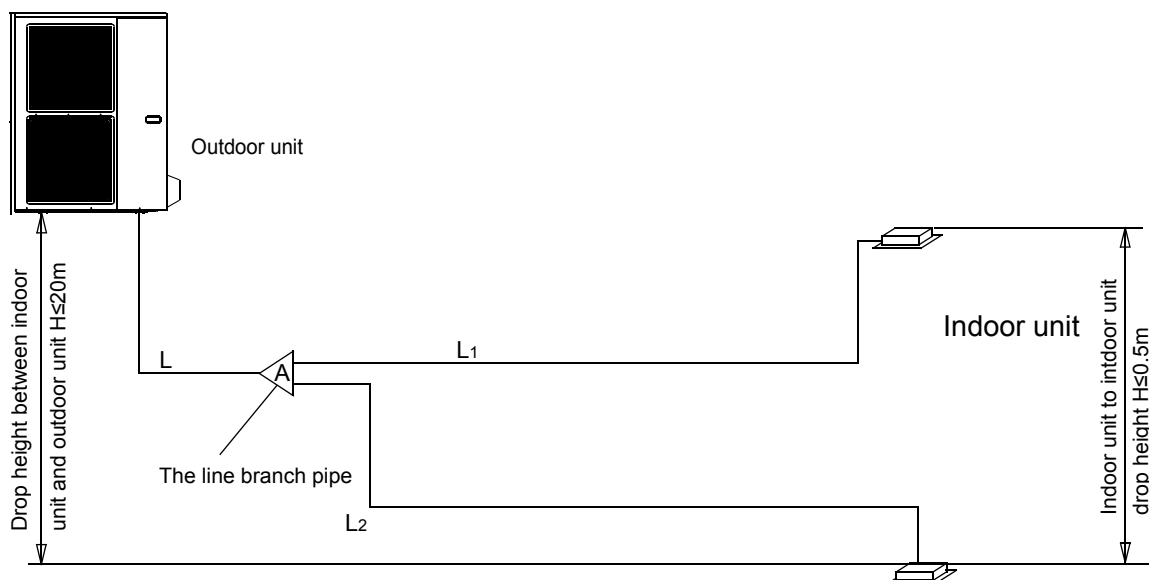 Outdoor unit
Drop height between indoor
unit and outdoor unit H≤20m
L
A
L1
Indoor unit
Indoor unit to intdoor unit
drop height H≤0.5m
The line branch pipe
L2